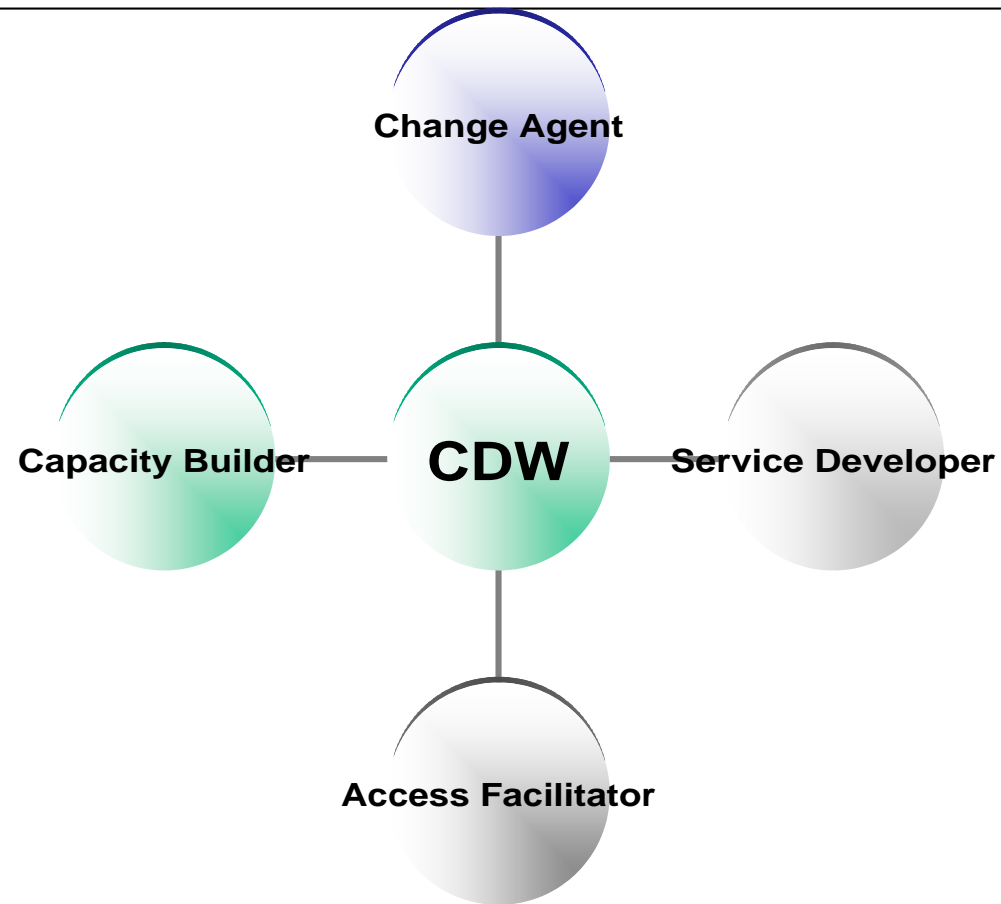 Change Agent
Capacity Builder
CDW
Service Developer
Access Facilitator